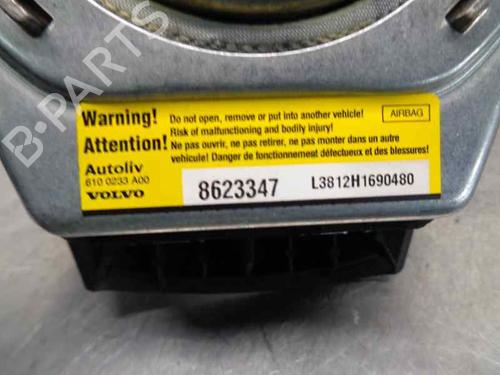 Warning! Do not open, remove or put into another vehicle! AIRBAG
Risk of malfunctioning and bodily injury!
Attention! Ne pas ouvrir, ne pas retirer, ne pas monter dans un autre
vehicule! Danger de fonctionnement défectueux et des blessures!
Autoliv
610 0233 A00
VOLVO
8623347
L3812H1690480